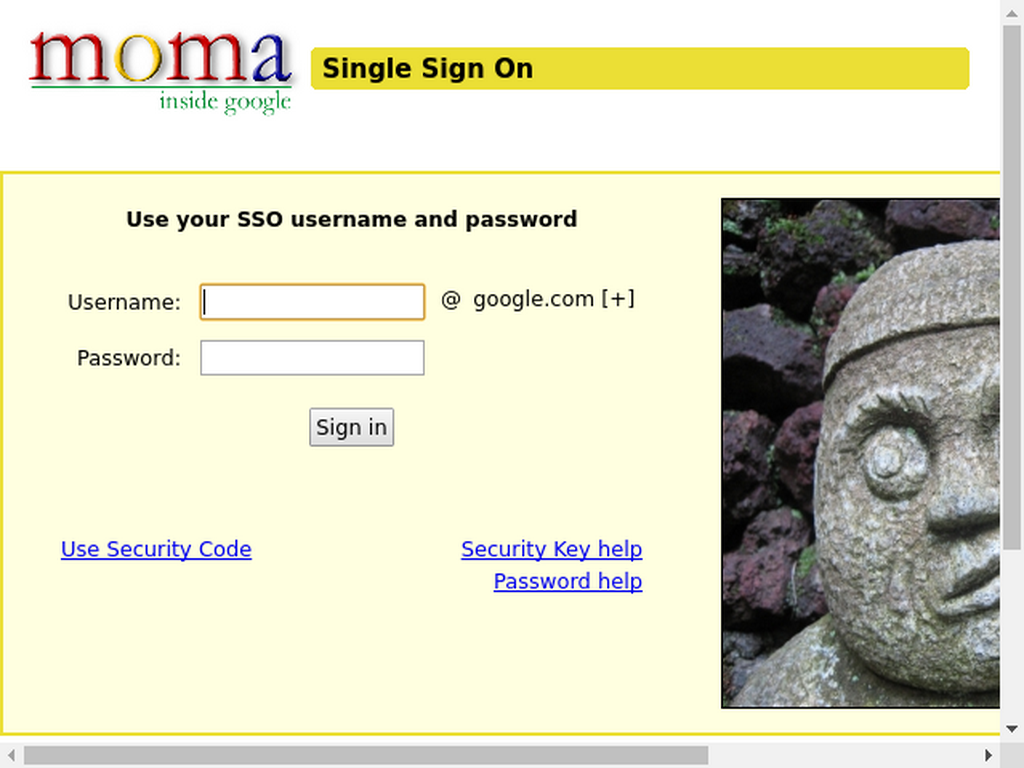 moma
inside google
Single Sign On
Use your SSO username and password
Username: @ google.com [+]
Password:
Sign in
Use Security Code Security Key help
Password help